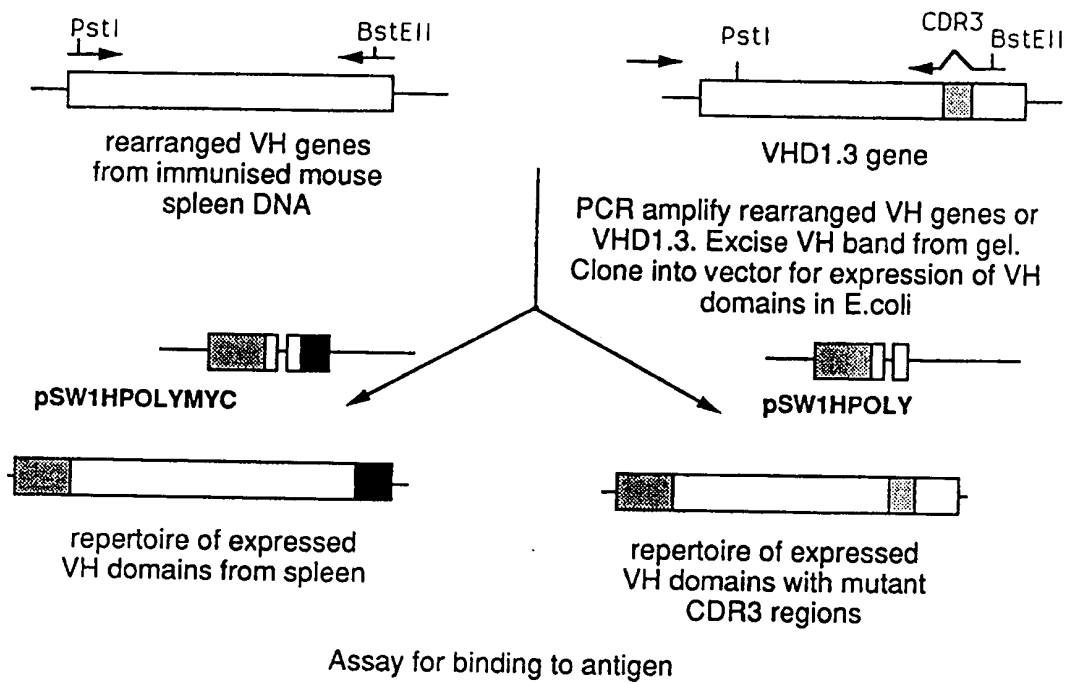 PstI
BstEII
rearranged VH genes
from immunised mouse
spleen DNA
CDR3
PstI
BstEII
VHD1.3 gene
PCR amplify rearranged VH genes or
VHD1.3. Excise VH band from gel.
Clone into vector for expression of VH
domains in E.coli
pSW1HPOLYMYC
pSW1HPOLY
repertoire of expressed
VH domains from spleen
repertoire of expressed
VH domains with mutant
CDR3 regions
Assay for binding to antigen